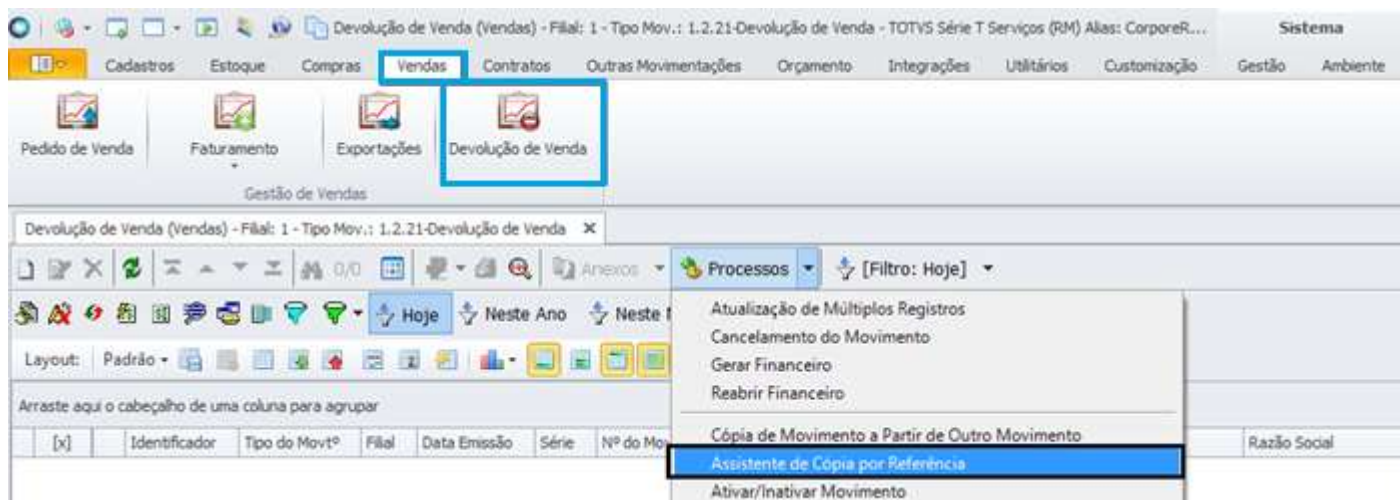 Devolução de Venda (Vendas) - Filial: 1 - Tipo Mov.: 1.2.21-Devolução de Venda - TOTVS Série T Serviços (RM) Alias: CorporeR... Sistema
Cadastros Estoque Compras Vendas Contratos Outras Movimentações Orçamento Integrações Utilitários Customização Gestão Ambiente
Pedido de Venda Faturamento Exportações Devolução de Venda
Gestão de Vendas
Devolução de Venda (Vendas) - Filial: 1 - Tipo Mov.: 1.2.21-Devolução de Venda X
0/0 Anexos Processos [Filtro: Hoje]
Hoje Neste Ano Neste
Atualização de Múltiplos Registros
Cancelamento do Movimento
Layout: Padrão
Gerar Financeiro
Reabrir Financeiro
Arraste aqui o cabeçalho de uma coluna para agrupar
Cópia de Movimento a Partir de Outro Movimento
[x] Identificador Tipo do Movtº Filial Data Emissão Série Nº do Mov Razão Social
Assistente de Cópia por Referência
Ativar/Inativar Movimento